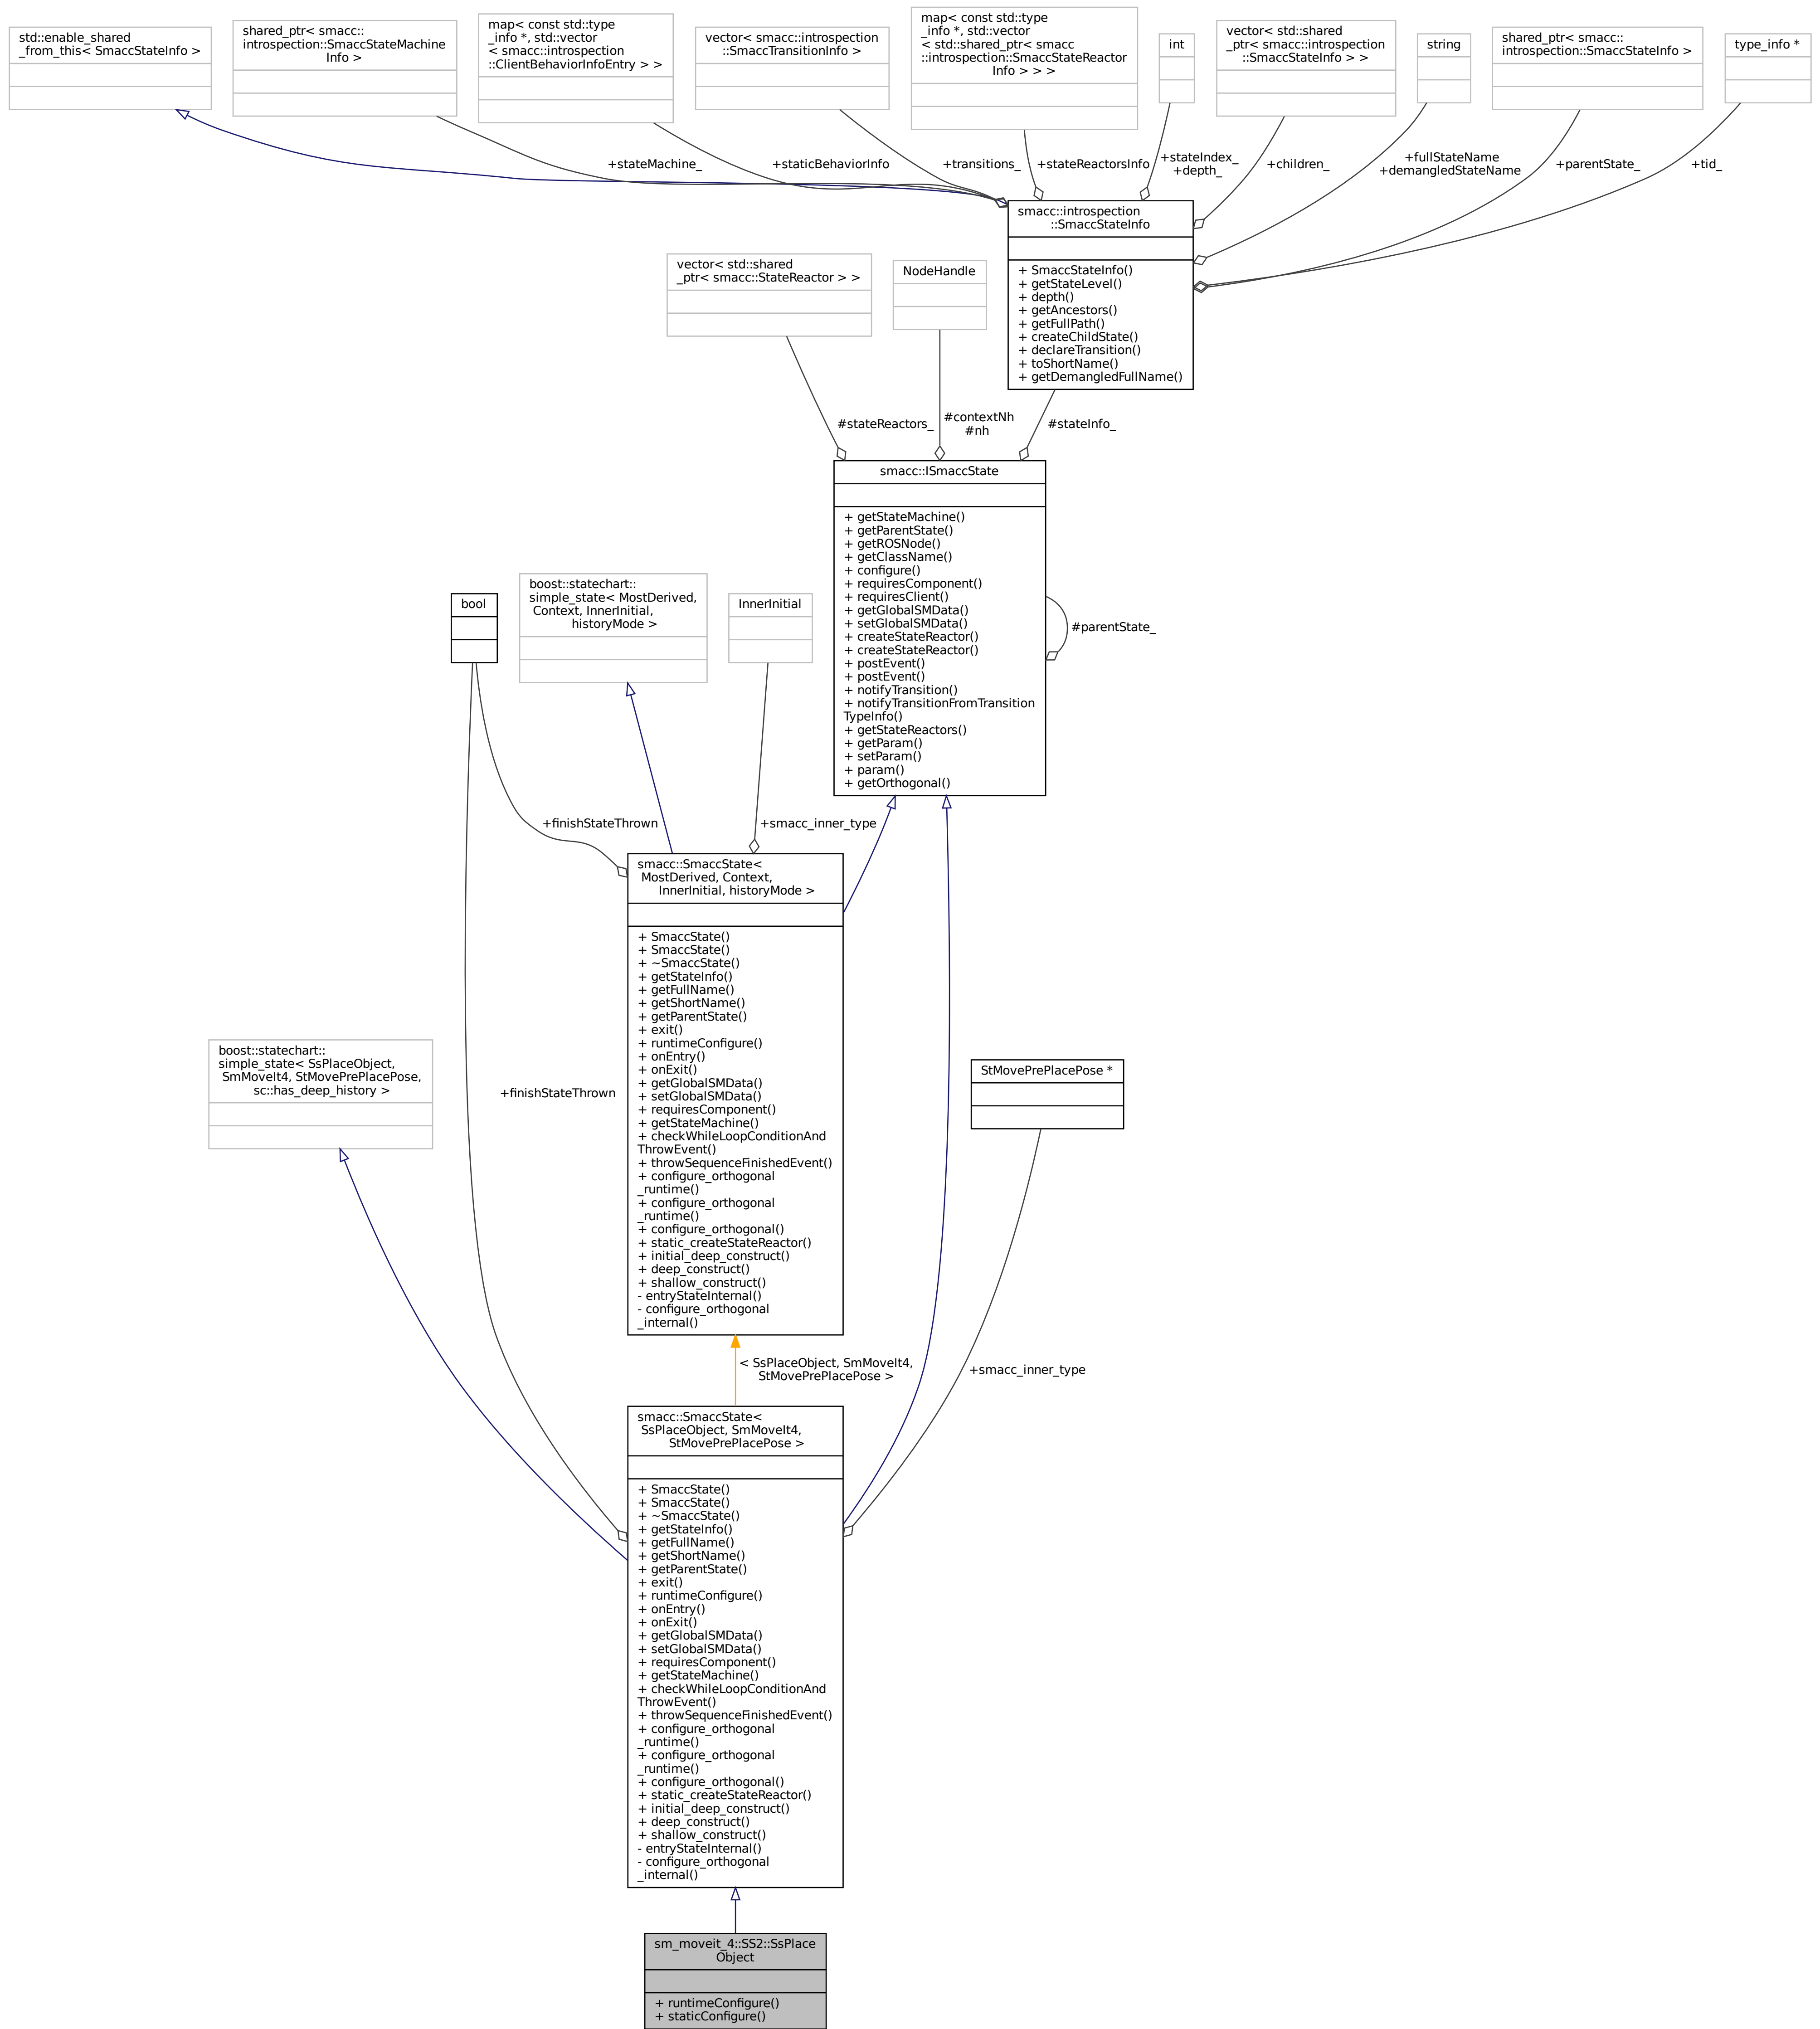 std::enable_shared
_from_this< SmaccStateInfo >
shared_ptr< smacc::
introspection::SmaccStateMachine
Info >
map< const std::type
_info *, std::vector
< smacc::introspection
::ClientBehaviorInfoEntry > >
vector< smacc::introspection
::SmaccTransitionInfo >
map< const std::type
_info *, std::vector
< std::shared_ptr< smacc
::introspection::SmaccStateReactor
Info > > >
int
vector< std::shared
_ptr< smacc::introspection
::SmaccStateInfo > >
string
shared_ptr< smacc::
introspection::SmaccStateInfo >
type_info *
+stateMachine_
+staticBehaviorInfo
+transitions_
+stateReactorsInfo
+stateIndex_
+depth_
+children_
+fullStateName
+demangledStateName
+parentState_
+tid_
smacc::introspection
::SmaccStateInfo
+ SmaccStateInfo()
+ getStateLevel()
+ depth()
+ getAncestors()
+ getFullPath()
+ createChildState()
+ declareTransition()
+ toShortName()
+ getDemangledFullName()
vector< std::shared
_ptr< smacc::StateReactor > >
NodeHandle
#stateReactors_
#contextNh
#nh
#stateInfo_
smacc::ISmaccState
+ getStateMachine()
+ getParentState()
+ getROSNode()
+ getClassName()
+ configure()
+ requiresComponent()
+ requiresClient()
+ getGlobalSMData()
+ setGlobalSMData()
+ createStateReactor()
+ createStateReactor()
+ postEvent()
+ postEvent()
+ notifyTransition()
+ notifyTransitionFromTransition
TypeInfo()
+ getStateReactors()
+ getParam()
+ setParam()
+ param()
+ getOrthogonal()
#parentState_
bool
boost::statechart::
simple_state< MostDerived,
Context, InnerInitial,
historyMode >
InnerInitial
+finishStateThrown
+smacc_inner_type
smacc::SmaccState<
MostDerived, Context,
InnerInitial, historyMode >
+ SmaccState()
+ SmaccState()
+ ~SmaccState()
+ getStateInfo()
+ getFullName()
+ getShortName()
+ getParentState()
+ exit()
+ runtimeConfigure()
+ onEntry()
+ onExit()
+ getGlobalSMData()
+ setGlobalSMData()
+ requiresComponent()
+ getStateMachine()
+ checkWhileLoopConditionAnd
ThrowEvent()
+ throwSequenceFinishedEvent()
+ configure_orthogonal
_runtime()
+ configure_orthogonal
_runtime()
+ configure_orthogonal()
+ static_createStateReactor()
+ initial_deep_construct()
+ deep_construct()
+ shallow_construct()
- entryStateInternal()
- configure_orthogonal
_internal()
boost::statechart::
simple_state< SsPlaceObject,
SmMoveIt4, StMovePrePlacePose,
sc::has_deep_history >
+finishStateThrown
StMovePrePlacePose *
< SsPlaceObject, SmMoveIt4,
StMovePrePlacePose >
+smacc_inner_type
smacc::SmaccState<
SsPlaceObject, SmMoveIt4,
StMovePrePlacePose >
+ SmaccState()
+ SmaccState()
+ ~SmaccState()
+ getStateInfo()
+ getFullName()
+ getShortName()
+ getParentState()
+ exit()
+ runtimeConfigure()
+ onEntry()
+ onExit()
+ getGlobalSMData()
+ setGlobalSMData()
+ requiresComponent()
+ getStateMachine()
+ checkWhileLoopConditionAnd
ThrowEvent()
+ throwSequenceFinishedEvent()
+ configure_orthogonal
_runtime()
+ configure_orthogonal
_runtime()
+ configure_orthogonal()
+ static_createStateReactor()
+ initial_deep_construct()
+ deep_construct()
+ shallow_construct()
- entryStateInternal()
- configure_orthogonal
_internal()
sm_moveit_4::SS2::SsPlace
Object
+ runtimeConfigure()
+ staticConfigure()